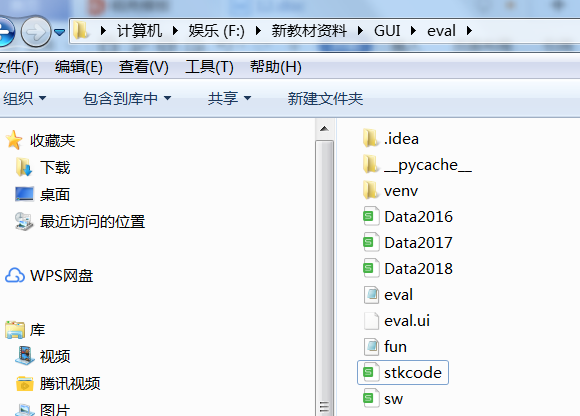 计算机 娱乐 (F:) 新教材资料 GUI eval
文件(F) 编辑(E) 查看(V) 工具(T) 帮助(H)
组织 包含到库中 共享 新建文件夹
收藏夹
下载
桌面
最近访问的位置
WPS网盘
库
视频
腾讯视频
图片
.idea
__pycache__
venv
Data2016
Data2017
Data2018
eval
eval.ui
fun
stkcode
sw